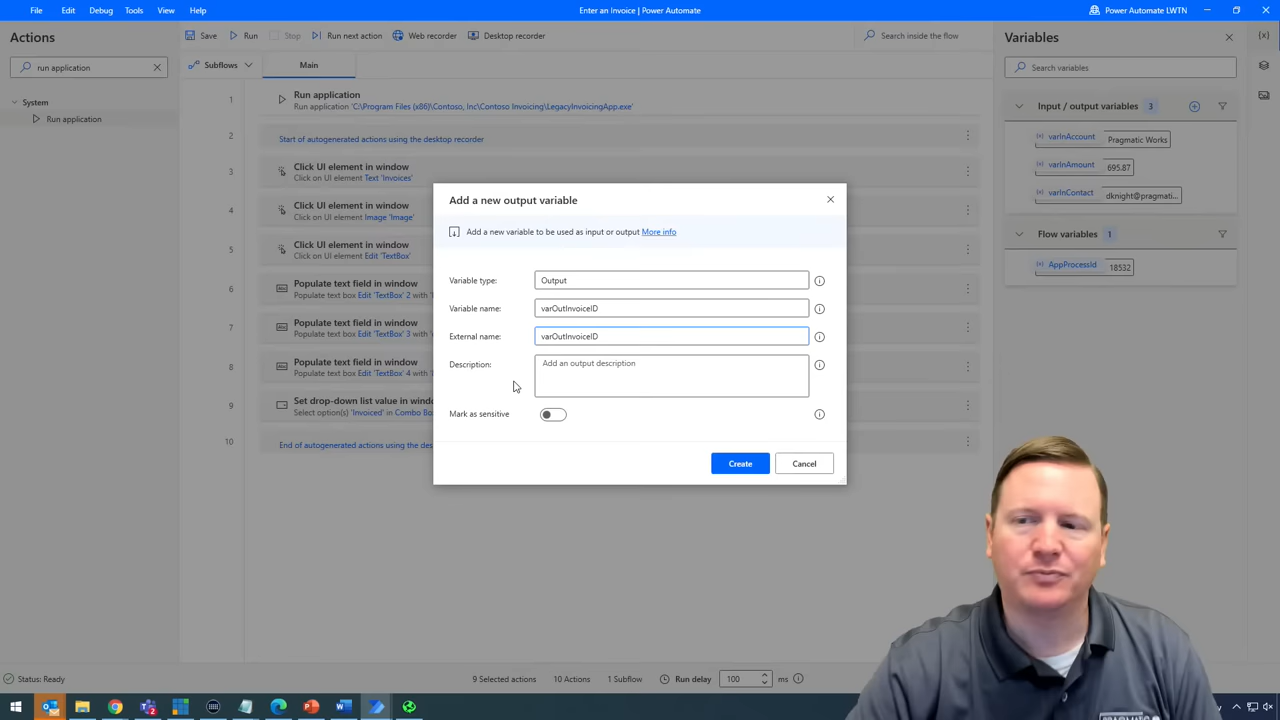 File Edit Debug Tools View Help
Enter an Invoice | Power Automate
Power Automate LWTN
Actions
run application
System
Run application
Save Run Stop Run next action Web recorder Desktop recorder
Search inside the flow
Subflows
Main
1 Run application
Run application 'C:\Program Files (x86)\Contoso, Inc\Contoso Invoicing\LegacyInvoicingApp.exe'
2 Start of autogenerated actions using the desktop recorder
3 Click UI element in window
Click on UI element Text 'Invoices'
4 Click UI element in window
Click on UI element Image 'Image'
5 Click UI element in window
Click on UI element Edit 'TextBox'
6 Populate text field in window
Populate text box Edit 'TextBox' 2 with '
7 Populate text field in window
Populate text box Edit 'TextBox' 3 with '
8 Populate text field in window
Populate text box Edit 'TextBox' 4 with '
9 Set drop-down list value in window
Select option(s) 'Invoiced' in Combo Bo
10 End of autogenerated actions using the des
Add a new output variable
Add a new variable to be used as input or output More info
Variable type: Output
Variable name: varOutInvoiceID
External name: varOutInvoiceID
Description: Add an output description
Mark as sensitive
Create Cancel
Variables
Search variables
Input / output variables 3
varInAccount Pragmatic Works
varInAmount 695.87
varInContact dknight@pragmati...
Flow variables 1
AppProcessId 18532
Status: Ready 9 Selected actions 10 Actions 1 Subflow Run delay 100 ms